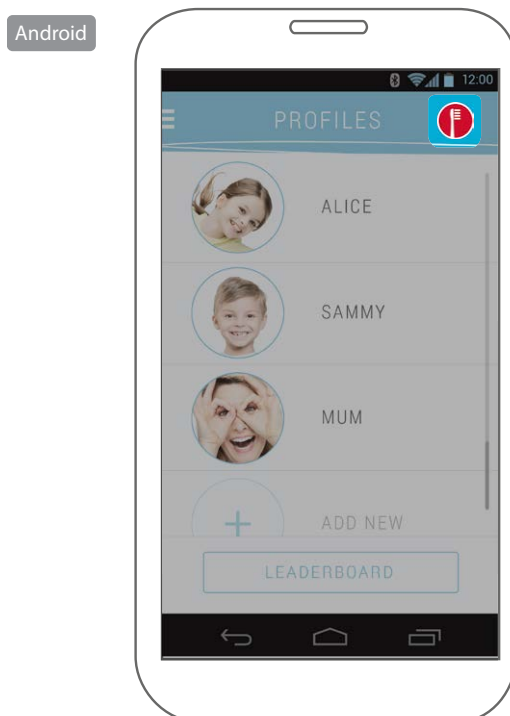 Android
12:00
PROFILES
ALICE
SAMMY
MUM
ADD NEW
LEADERBOARD